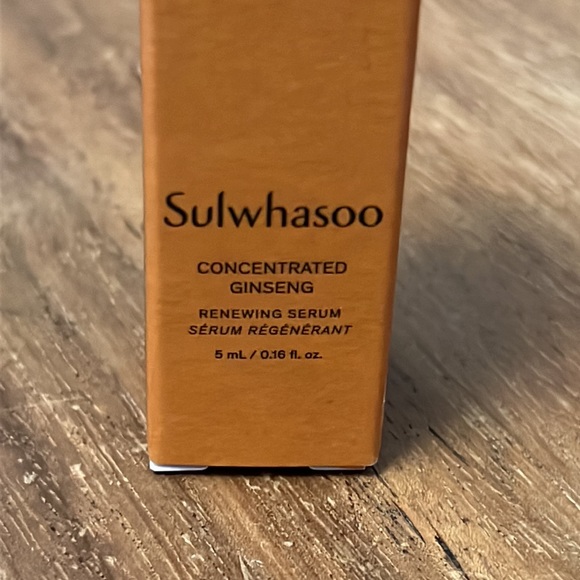 Sulwhasoo
CONCENTRATED
GINSENG
RENEWING SERUM
SÉRUM RÉGÉNÉRANT
5 mL / 0.16 fl. oz.